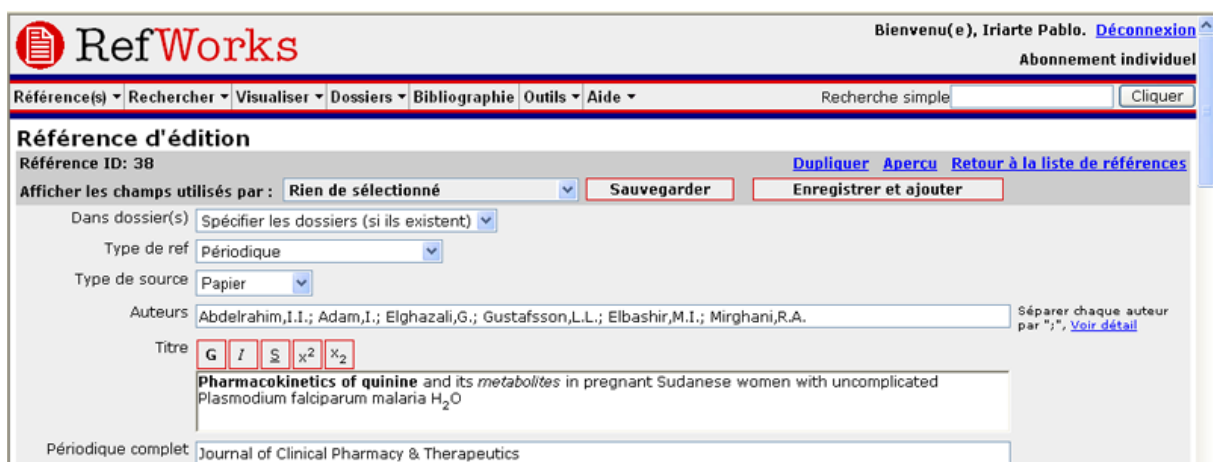 RefWorks
Bienvenu(e), Iriarte Pablo. Déconnexion
Abonnement individuel
Référence(s) Rechercher Visualiser Dossiers Bibliographie Outils Aide Recherche simple Cliquer
Référence d'édition
Référence ID: 38 Dupliquer Aperçu Retour à la liste de références
Afficher les champs utilisés par : Rien de sélectionné Sauvegarder Enregistrer et ajouter
Dans dossier(s) Spécifier les dossiers (si ils existent)
Type de ref Périodique
Type de source Papier
Auteurs Abdelrahim,I.I.; Adam,I.; Elghazali,G.; Gustafsson,L.L.; Elbashir,M.I.; Mirghani,R.A. Séparer chaque auteur
par ";", Voir détail
Titre G I S x² x₂
Pharmacokinetics of quinine and its metabolites in pregnant Sudanese women with uncomplicated
Plasmodium falciparum malaria H₂O
Périodique complet Journal of Clinical Pharmacy & Therapeutics